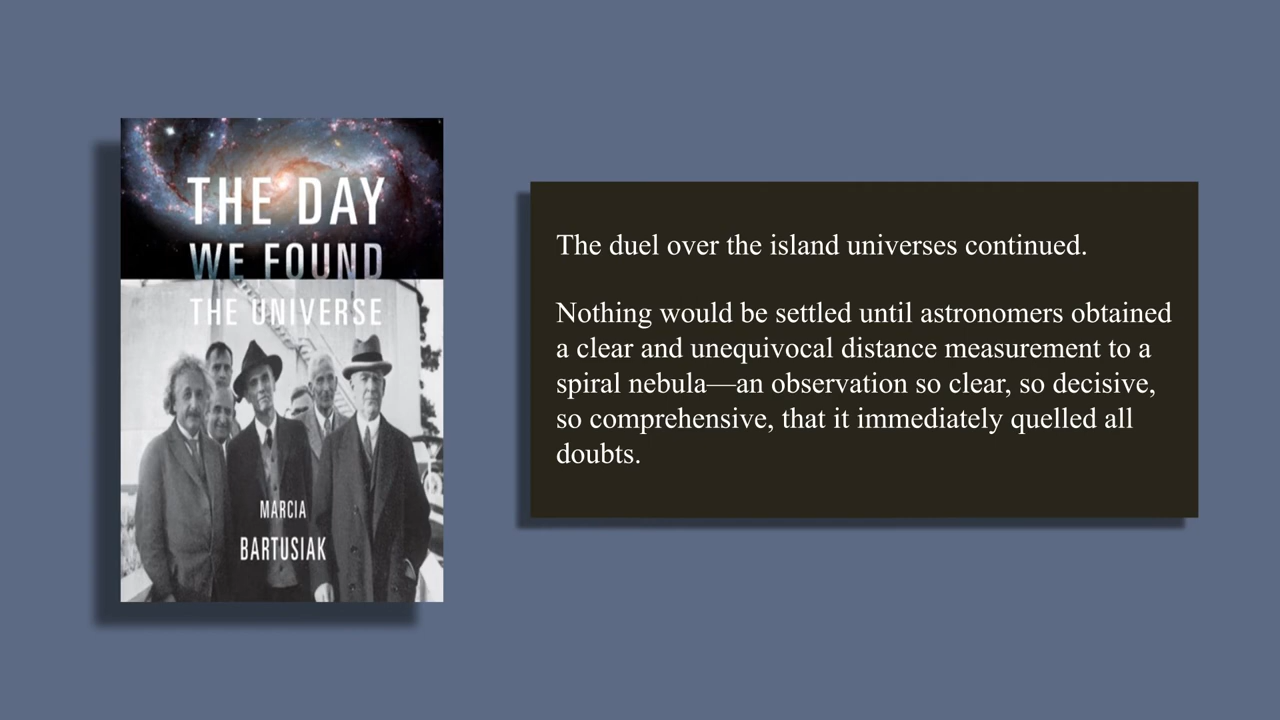 THE DAY
WE FOUND
THE UNIVERSE
MARCIA
BARTUSIAK
The duel over the island universes continued.
Nothing would be settled until astronomers obtained
a clear and unequivocal distance measurement to a
spiral nebula—an observation so clear, so decisive,
so comprehensive, that it immediately quelled all
doubts.